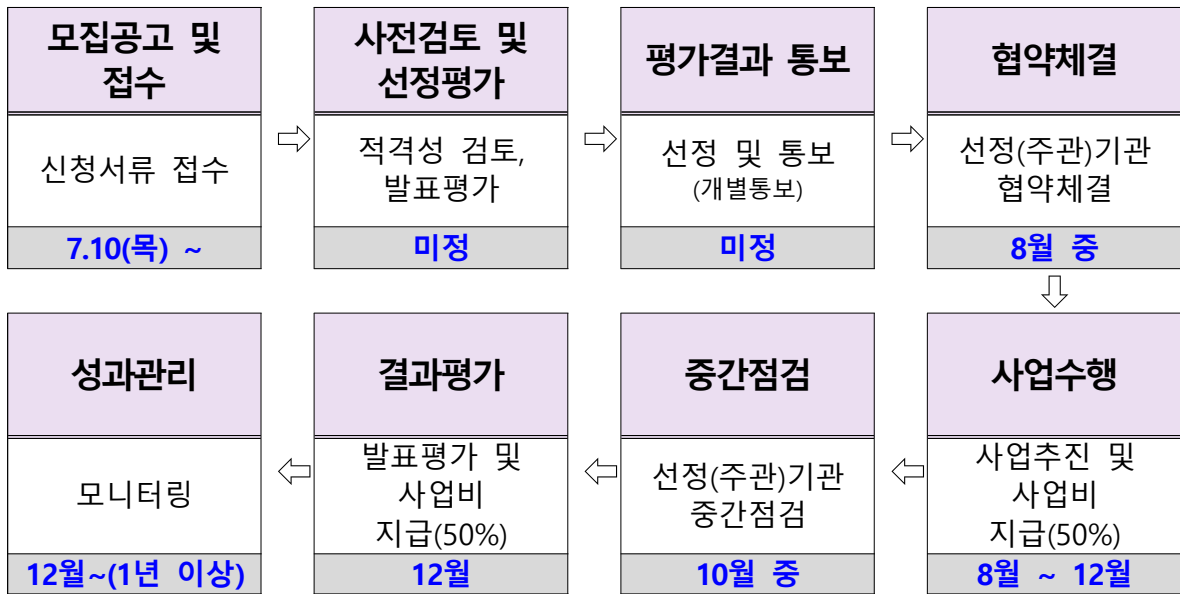 모집공고 및
접수
신청서류 접수
7.10(목) ~
⇨
사전검토 및
선정평가
적격성 검토,
발표평가
미정
⇨
평가결과 통보
선정 및 통보
(개별통보)
미정
⇨
협약체결
선정(주관)기관
협약체결
8월 중
⇩
사업수행
사업추진 및
사업비
지급(50%)
8월 ~ 12월
⇦
중간점검
선정(주관)기관
중간점검
10월 중
⇦
결과평가
발표평가 및
사업비
지급(50%)
12월
⇦
성과관리
모니터링
12월~(1년 이상)